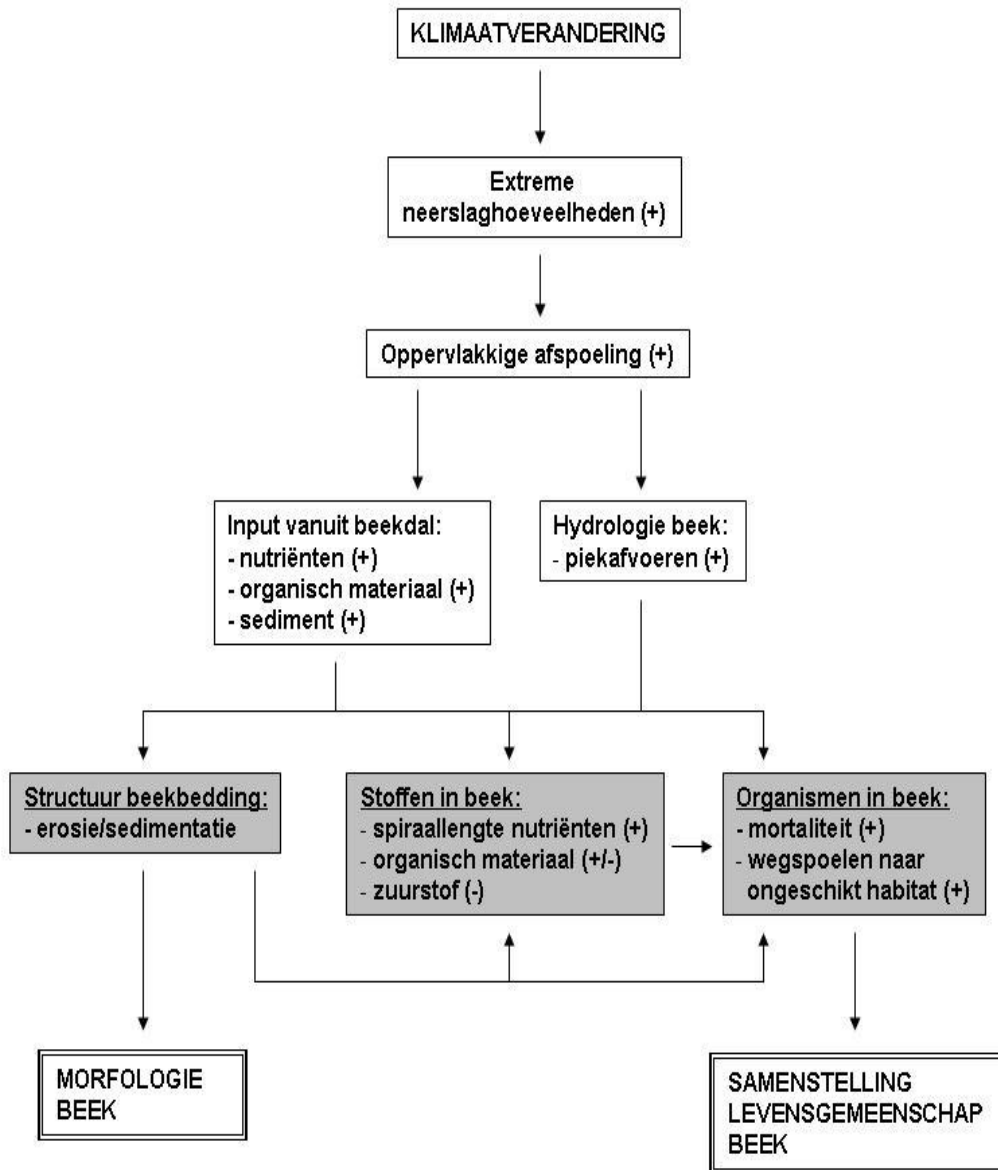 KLIMAATVERANDERING
Extreme
neerslaghoeveelheden (+)
Oppervlakkige afspoeling (+)
Input vanuit beekdal:
- nutriënten (+)
- organisch materiaal (+)
- sediment (+)
Hydrologie beek:
- piekafvoeren (+)
Structuur beekbedding:
- erosie/sedimentatie
Stoffen in beek:
- spiraallengte nutriënten (+)
- organisch materiaal (+/-)
- zuurstof (-)
Organismen in beek:
- mortaliteit (+)
- wegspoelen naar
ongeschikt habitat (+)
MORFOLOGIE
BEEK
SAMENSTELLING
LEVENSGEMEENSCHAP
BEEK